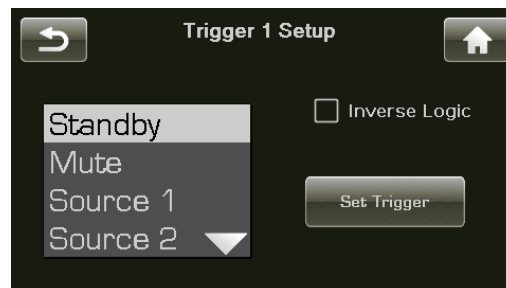 Trigger 1 Setup
Standby
Mute
Source 1
Source 2
Inverse Logic
Set Trigger